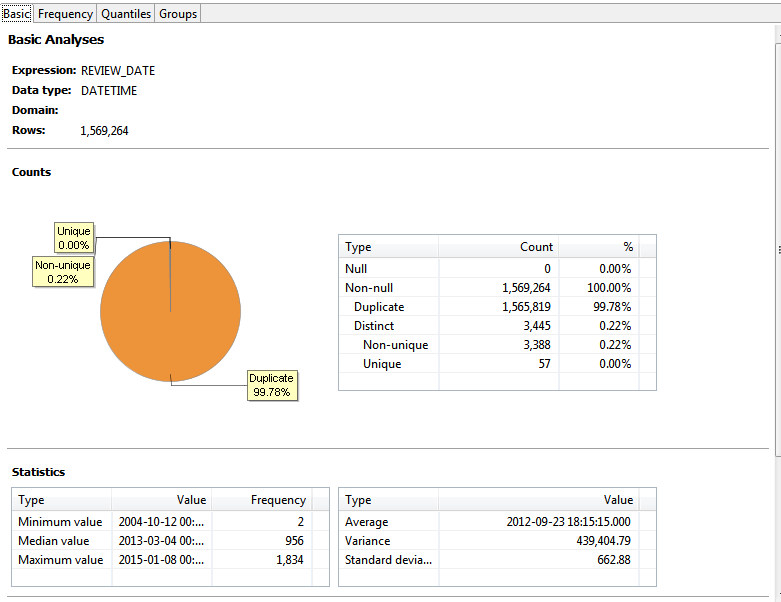 Basic Frequency Quantiles Groups
Basic Analyses
Expression: REVIEW_DATE
Data type: DATETIME
Domain:
Rows: 1,569,264
Counts
Unique
0.00%
Non-unique
0.22%
Duplicate
99.78%
Type Count %
Null 0 0.00%
Non-null 1,569,264 100.00%
Duplicate 1,565,819 99.78%
Distinct 3,445 0.22%
Non-unique 3,388 0.22%
Unique 57 0.00%
Statistics
Type Value Frequency
Minimum value 2004-10-12 00:... 2
Median value 2013-03-04 00:... 956
Maximum value 2015-01-08 00:... 1,834
Type Value
Average 2012-09-23 18:15:15.000
Variance 439,404.79
Standard devia... 662.88